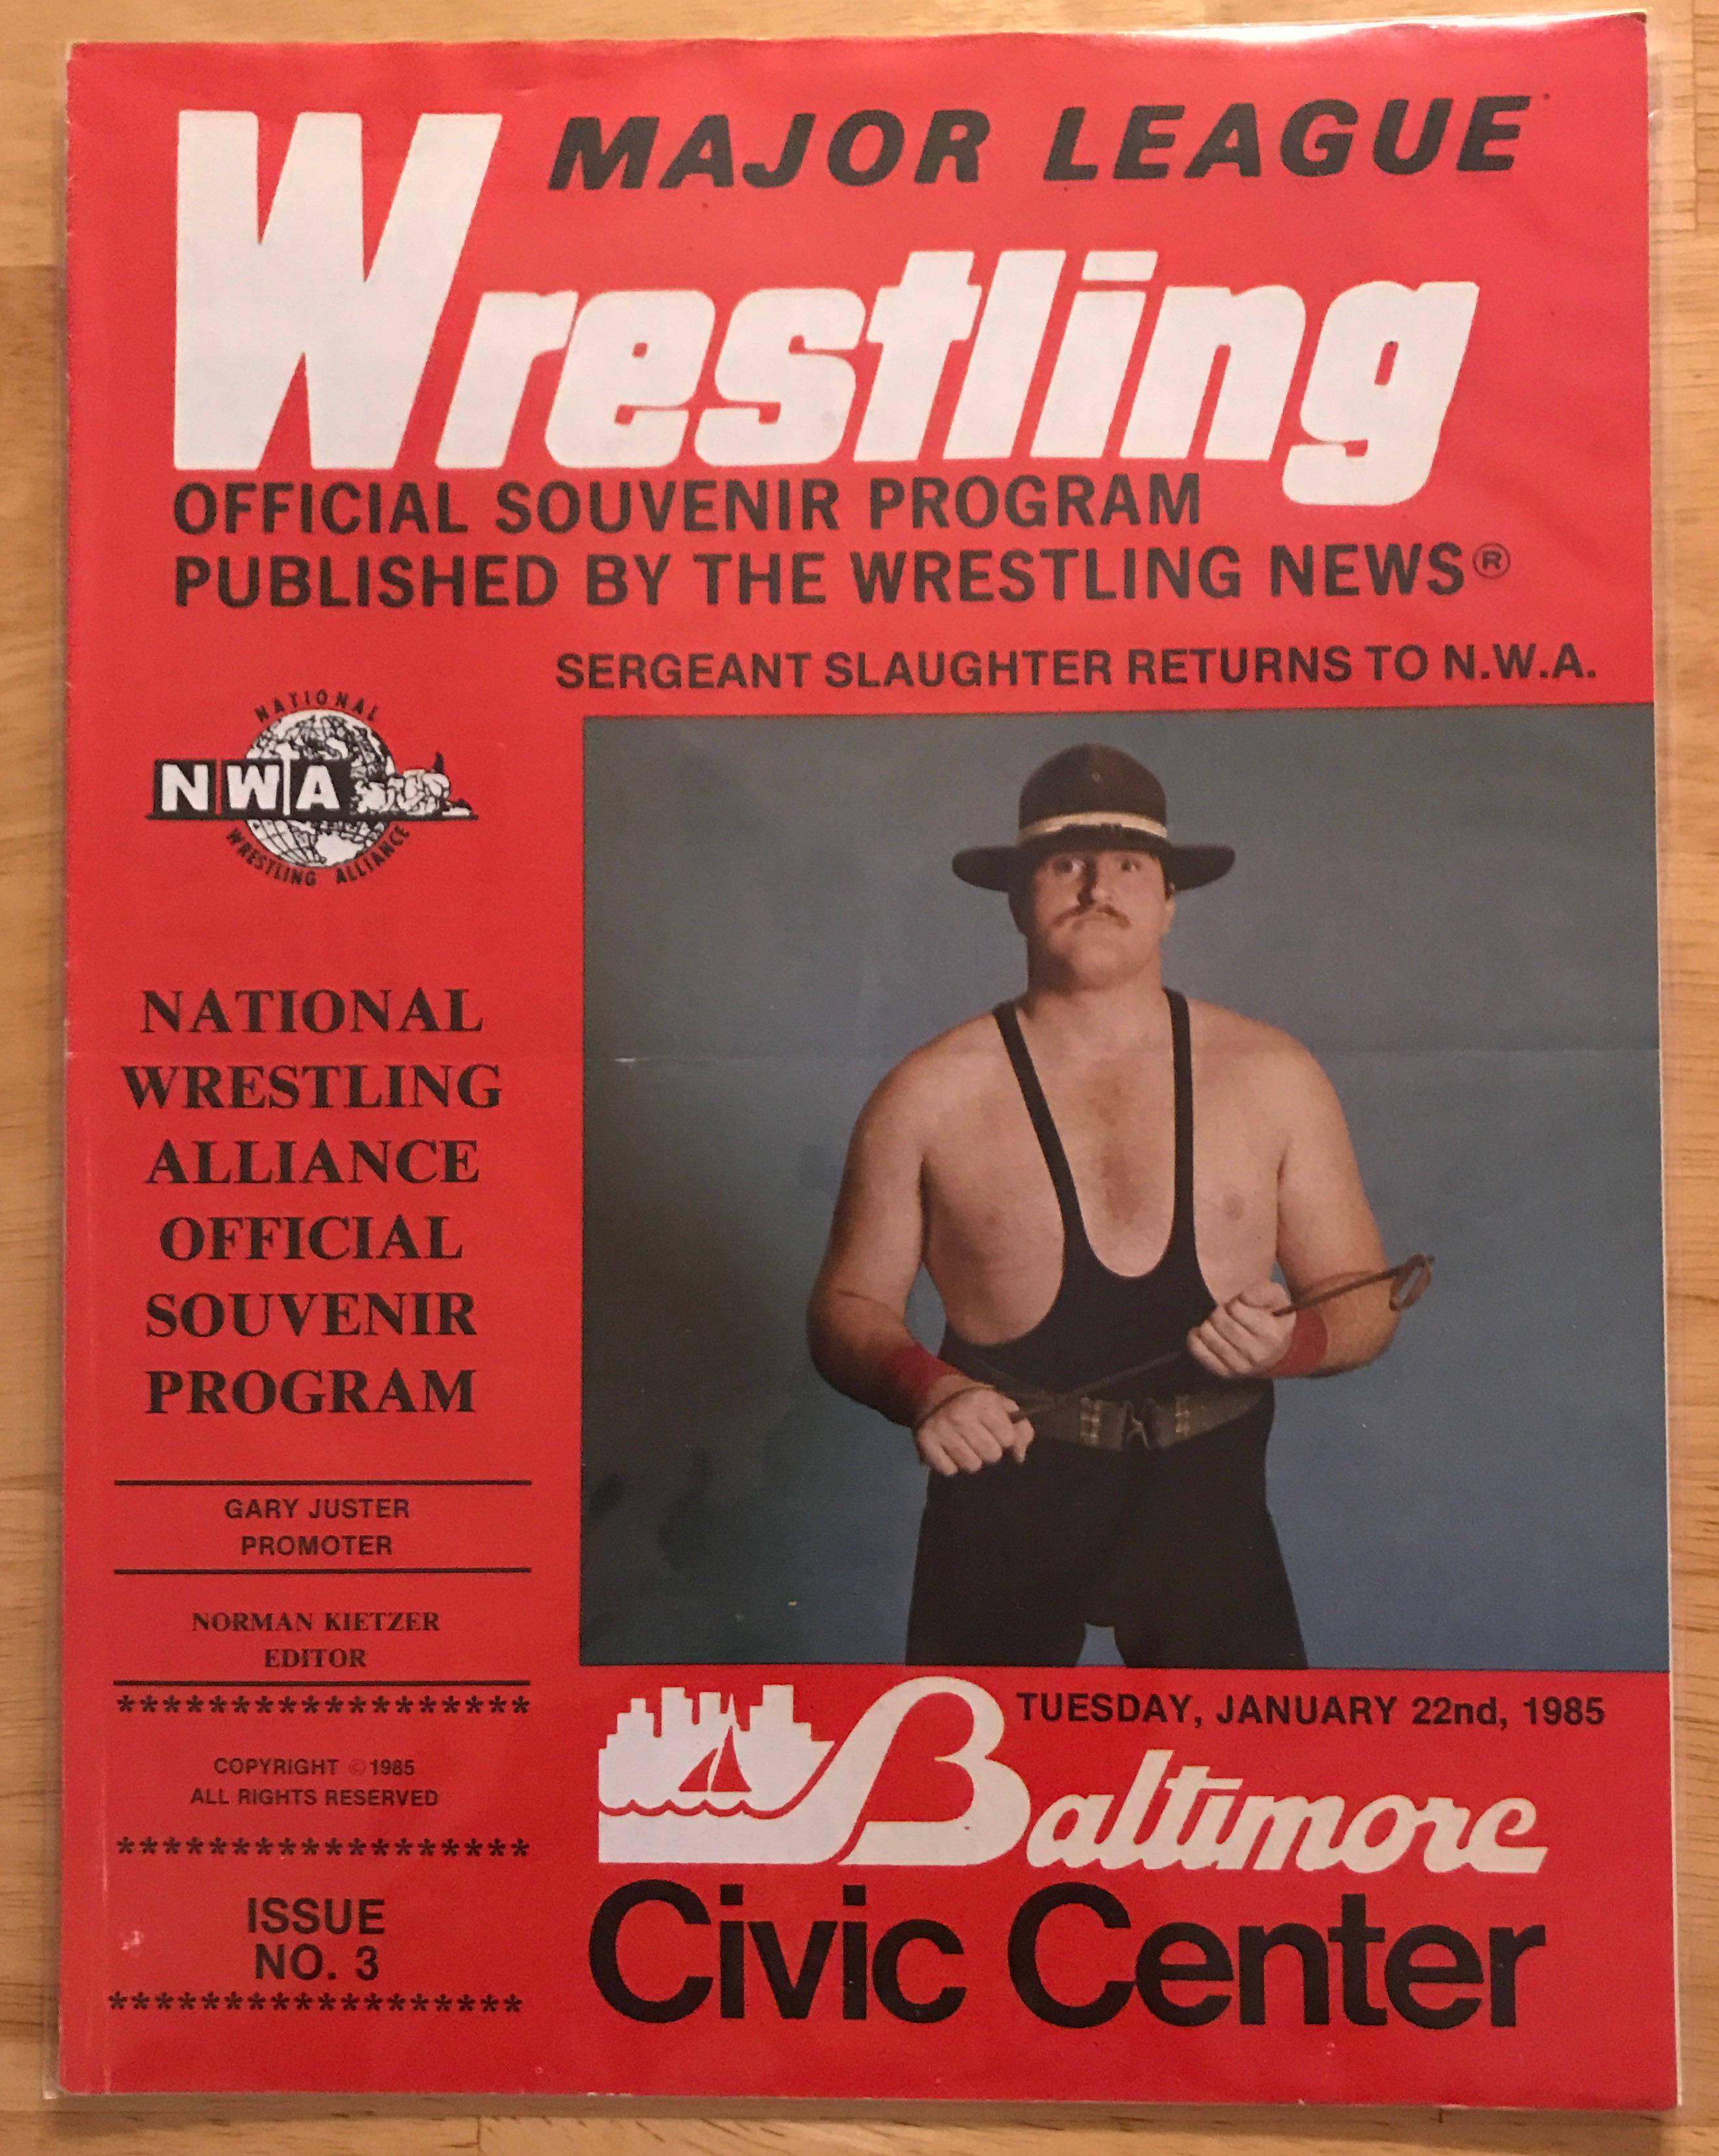 MAJOR LEAGUE
Wrestling
OFFICIAL SOUVENIR PROGRAM
PUBLISHED BY THE WRESTLING NEWS®
SERGEANT SLAUGHTER RETURNS TO N.W.A.
NATIONAL
NWA
WRESTLING ALLIANCE
NATIONAL
WRESTLING
ALLIANCE
OFFICIAL
SOUVENIR
PROGRAM
GARY JUSTER
PROMOTER
NORMAN KIETZER
EDITOR
******************
COPYRIGHT ©1985
ALL RIGHTS RESERVED
******************
ISSUE
NO. 3
******************
TUESDAY, JANUARY 22nd, 1985
Baltimore
Civic Center